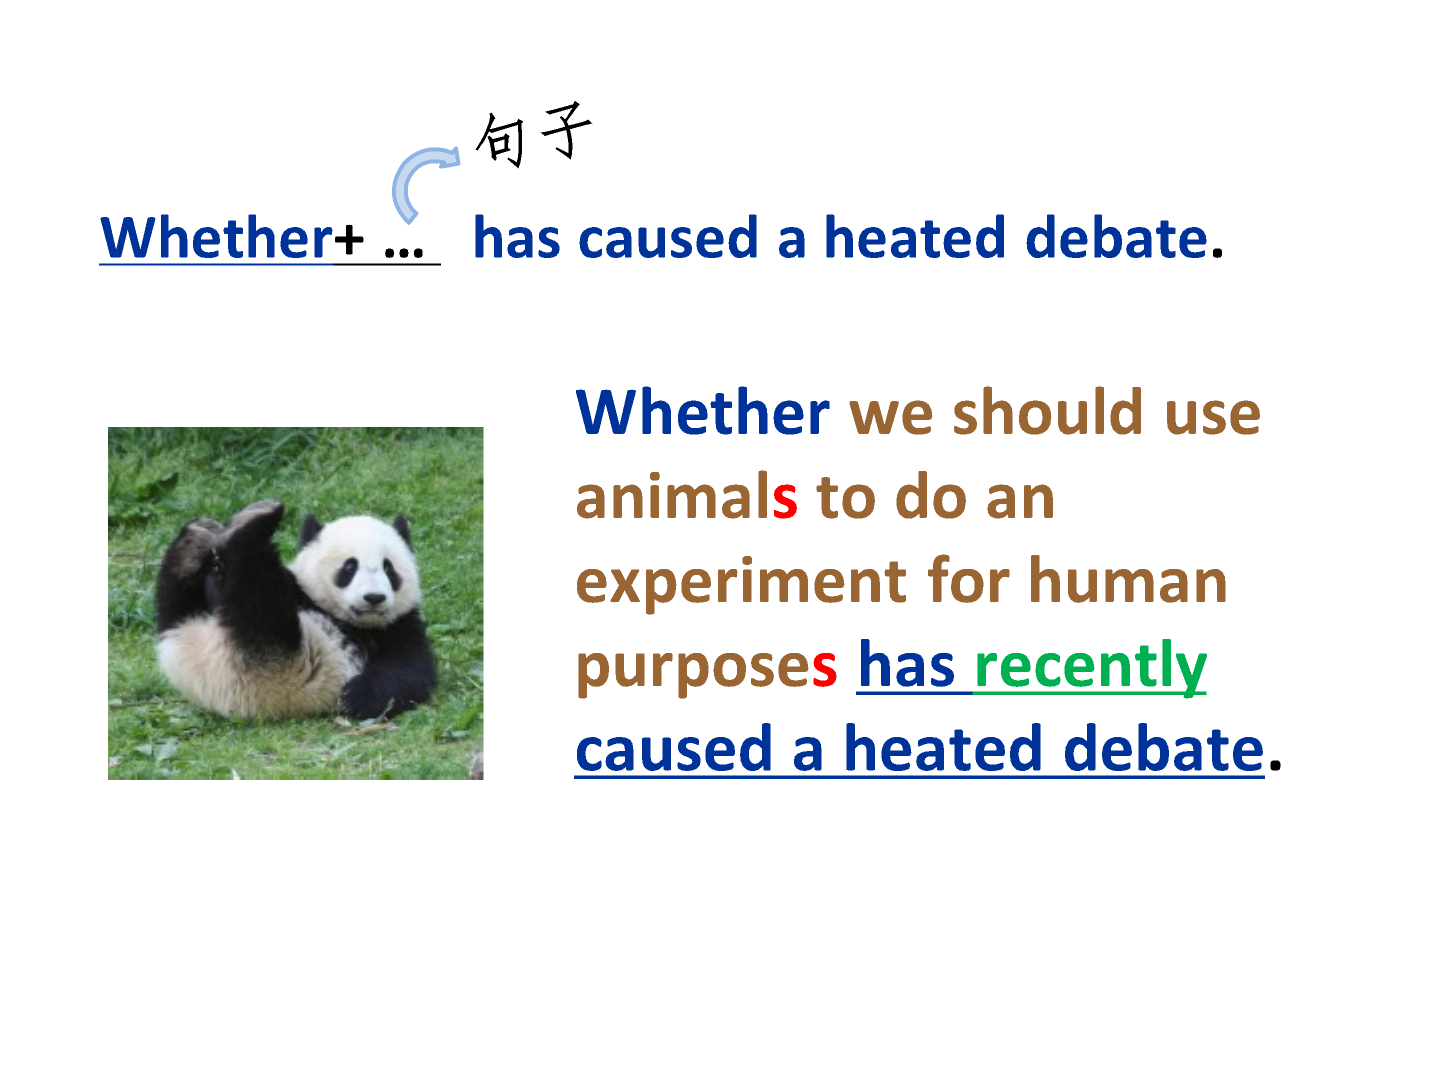 句子
Whether+ … has caused a heated debate.
Whether we should use
animals to do an
experiment for human
purposes has recently
caused a heated debate.